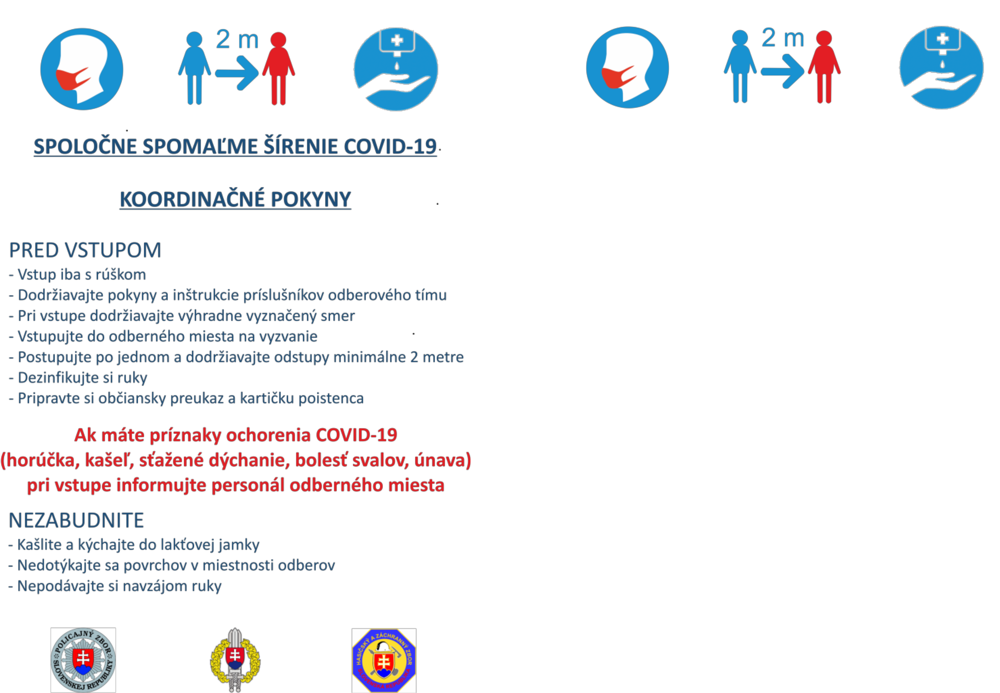 2 m
2 m
SPOLOČNE SPOMAĽME ŠÍRENIE COVID-19
KOORDINAČNÉ POKYNY
PRED VSTUPOM
- Vstup iba s rúškom
- Dodržiavajte pokyny a inštrukcie príslušníkov odberového tímu
- Pri vstupe dodržiavajte výhradne vyznačený smer
- Vstupujte do odberného miesta na vyzvanie
- Postupujte po jednom a dodržiavajte odstupy minimálne 2 metre
- Dezinfikujte si ruky
- Pripravte si občiansky preukaz a kartičku poistenca
Ak máte príznaky ochorenia COVID-19
(horúčka, kašeľ, sťažené dýchanie, bolesť svalov, únava)
pri vstupe informujte personál odberného miesta
NEZABUDNITE
- Kašlite a kýchajte do lakťovej jamky
- Nedotýkajte sa povrchov v miestnosti odberov
- Nepodávajte si navzájom ruky
POLICAJNÝ ZBOR
SLOVENSKEJ REPUBLIKY
HASIČSKÝ A ZÁCHRANNÝ ZBOR
SLOVENSKÁ REPUBLIKA